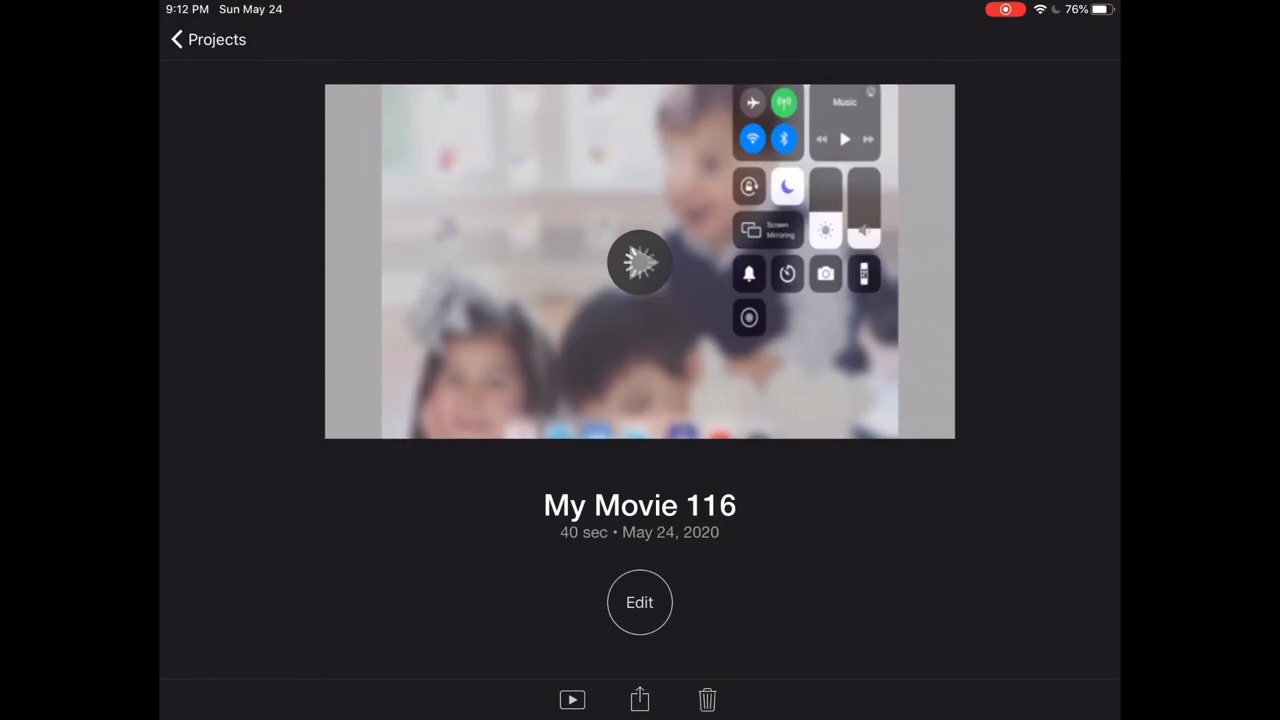 9:12 PM Sun May 24
76%
Projects
Music
Screen
Mirroring
My Movie 116
40 sec • May 24, 2020
Edit